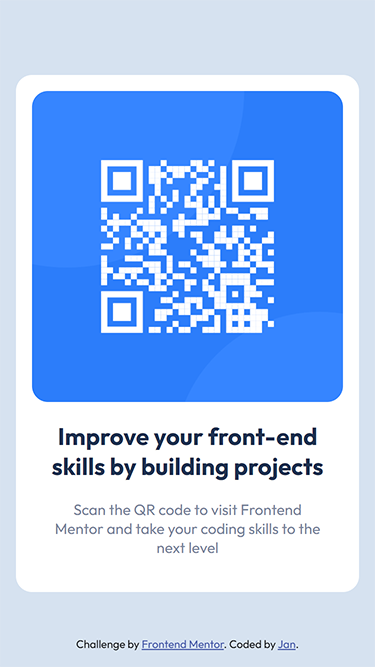 Improve your front-end
skills by building projects
Scan the QR code to visit Frontend
Mentor and take your coding skills to the
next level
Challenge by Frontend Mentor. Coded by Jan.